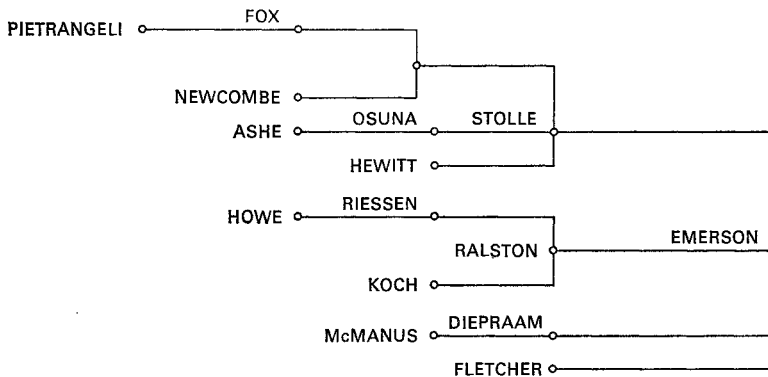 FOX
PIETRANGELI
NEWCOMBE
OSUNA STOLLE
ASHE
HEWITT
RIESSEN
HOWE
EMERSON
RALSTON
KOCH
DIEPRAAM
McMANUS
FLETCHER